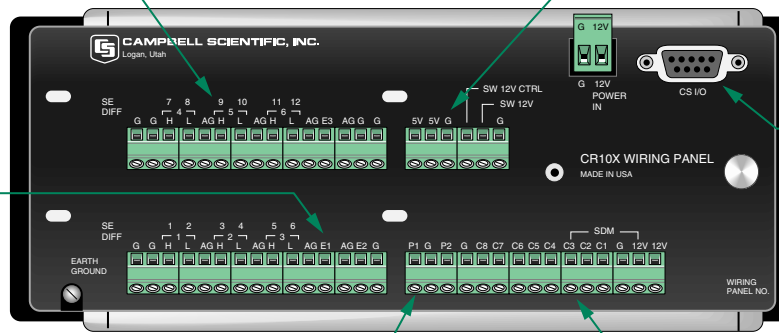 G 12V
CAMPBELL SCIENTIFIC, INC.
Logan, Utah
G 12V
POWER
IN
CS I/O
SW 12V CTRL
SW 12V
SE 7 8 9 10 11 12
DIFF 4 5 6
G G H L AG H L AG H L AG E3 AG G G
5V 5V G G
CR10X WIRING PANEL
MADE IN USA
SE 1 2 3 4 5 6
DIFF 1 2 3
G G H L AG H L AG H L AG E1 AG E2 G
SDM
P1 G P2 G C8 C7 C6 C5 C4 C3 C2 C1 G 12V 12V
EARTH
GROUND
WIRING
PANEL NO.